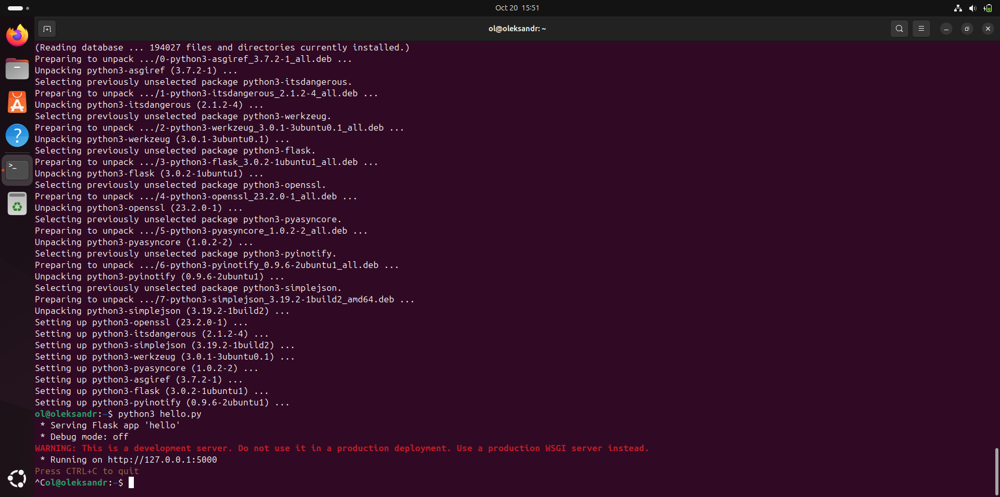 Oct 20 15:51
ol@oleksandr: ~
(Reading database ... 194027 files and directories currently installed.)
Preparing to unpack .../0-python3-asgiref_3.7.2-1_all.deb ...
Unpacking python3-asgiref (3.7.2-1) ...
Selecting previously unselected package python3-itsdangerous.
Preparing to unpack .../1-python3-itsdangerous_2.1.2-4_all.deb ...
Unpacking python3-itsdangerous (2.1.2-4) ...
Selecting previously unselected package python3-werkzeug.
Preparing to unpack .../2-python3-werkzeug_3.0.1-3ubuntu0.1_all.deb ...
Unpacking python3-werkzeug (3.0.1-3ubuntu0.1) ...
Selecting previously unselected package python3-flask.
Preparing to unpack .../3-python3-flask_3.0.2-1ubuntu1_all.deb ...
Unpacking python3-flask (3.0.2-1ubuntu1) ...
Selecting previously unselected package python3-openssl.
Preparing to unpack .../4-python3-openssl_23.2.0-1_all.deb ...
Unpacking python3-openssl (23.2.0-1) ...
Selecting previously unselected package python3-pyasyncore.
Preparing to unpack .../5-python3-pyasyncore_1.0.2-2_all.deb ...
Unpacking python3-pyasyncore (1.0.2-2) ...
Selecting previously unselected package python3-pyinotify.
Preparing to unpack .../6-python3-pyinotify_0.9.6-2ubuntu1_all.deb ...
Unpacking python3-pyinotify (0.9.6-2ubuntu1) ...
Selecting previously unselected package python3-simplejson.
Preparing to unpack .../7-python3-simplejson_3.19.2-1build2_amd64.deb ...
Unpacking python3-simplejson (3.19.2-1build2) ...
Setting up python3-openssl (23.2.0-1) ...
Setting up python3-itsdangerous (2.1.2-4) ...
Setting up python3-simplejson (3.19.2-1build2) ...
Setting up python3-werkzeug (3.0.1-3ubuntu0.1) ...
Setting up python3-pyasyncore (1.0.2-2) ...
Setting up python3-asgiref (3.7.2-1) ...
Setting up python3-flask (3.0.2-1ubuntu1) ...
Setting up python3-pyinotify (0.9.6-2ubuntu1) ...
ol@oleksandr:~$ python3 hello.py
 * Serving Flask app 'hello'
 * Debug mode: off
WARNING: This is a development server. Do not use it in a production deployment. Use a production WSGI server instead.
 * Running on http://127.0.0.1:5000
Press CTRL+C to quit
^Col@oleksandr:~$